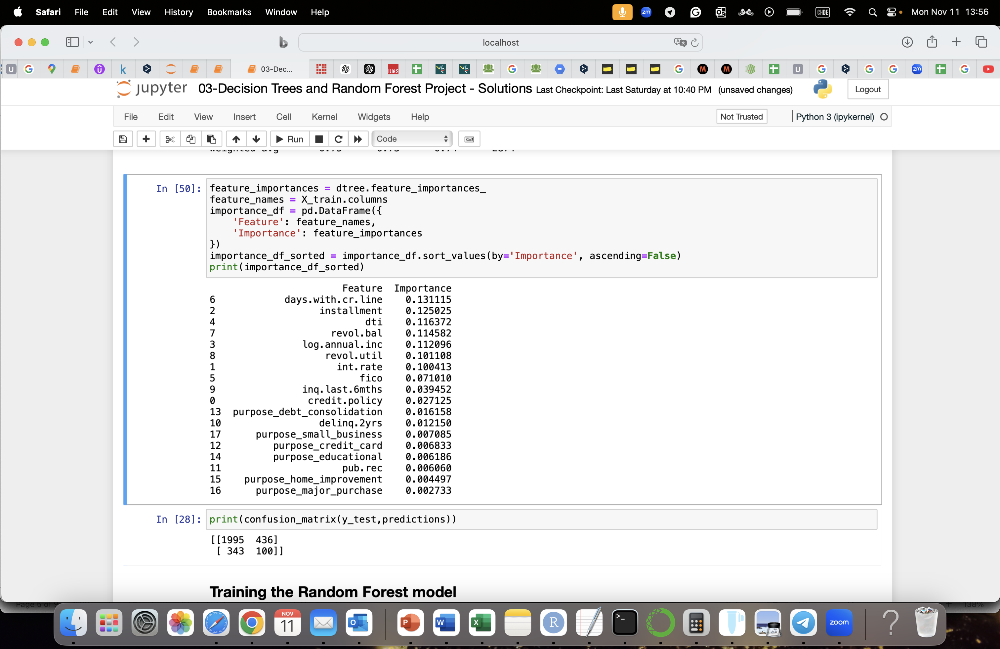 Safari File Edit View History Bookmarks Window Help zm CHDE Mon Nov 11 13:56
localhost
U G k 03-Dec... ILIAS G G M M U G G G zm G
jupyter 03-Decision Trees and Random Forest Project - Solutions Last Checkpoint: Last Saturday at 10:40 PM (unsaved changes) Logout
File Edit View Insert Cell Kernel Widgets Help Not Trusted Python 3 (ipykernel)
Run Code
In [50]: feature_importances = dtree.feature_importances_
feature_names = X_train.columns
importance_df = pd.DataFrame({
'Feature': feature_names,
'Importance': feature_importances
})
importance_df_sorted = importance_df.sort_values(by='Importance', ascending=False)
print(importance_df_sorted)
Feature Importance
6 days.with.cr.line 0.131115
2 installment 0.125025
4 dti 0.116372
7 revol.bal 0.114582
3 log.annual.inc 0.112096
8 revol.util 0.101108
1 int.rate 0.100413
5 fico 0.071010
9 inq.last.6mths 0.039452
0 credit.policy 0.027125
13 purpose_debt_consolidation 0.016158
10 delinq.2yrs 0.012150
17 purpose_small_business 0.007085
12 purpose_credit_card 0.006833
14 purpose_educational 0.006186
11 pub.rec 0.006060
15 purpose_home_improvement 0.004497
16 purpose_major_purchase 0.002733
In [28]: print(confusion_matrix(y_test,predictions))
[[1995 436]
[ 343 100]]
Training the Random Forest model
Page 5 of 138%
NOV
11 O P W X R >_ zoom ?